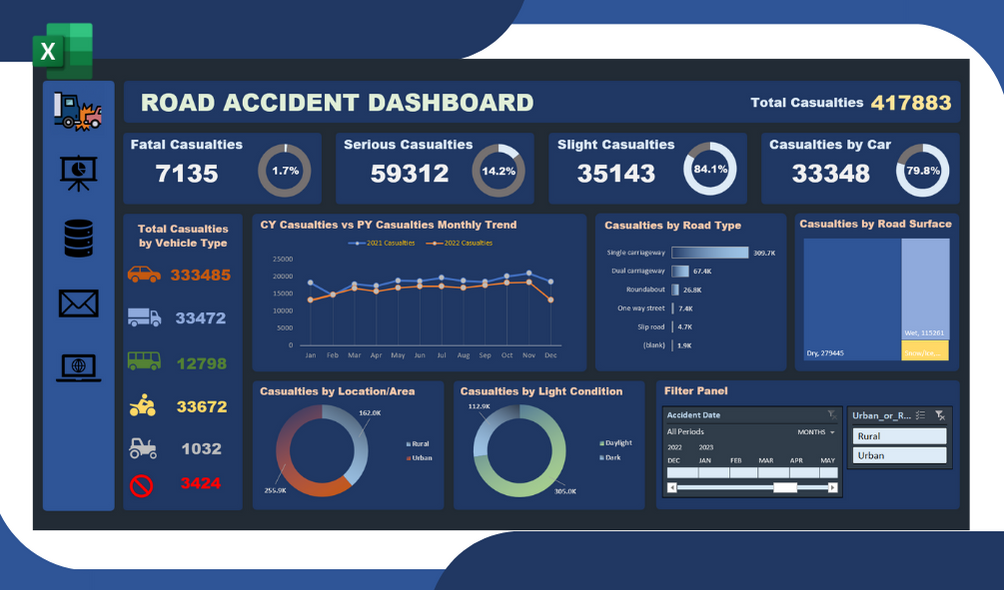 X
ROAD ACCIDENT DASHBOARD
Total Casualties 417883
Fatal Casualties
7135
1.7%
Serious Casualties
59312
14.2%
Slight Casualties
35143
84.1%
Casualties by Car
33348
79.8%
Total Casualties
by Vehicle Type
333485
33472
12798
33672
1032
3424
CY Casualties vs PY Casualties Monthly Trend
2021 Casualties 2022 Casualties
25000
20000
15000
10000
5000
0
Jan Feb Mar Apr May Jun Jul Aug Sep Oct Nov Dec
Casualties by Road Type
Single carriageway 309.7K
Dual carriageway 67.4K
Roundabout 26.8K
One way street 7.4K
Slip road 4.7K
(blank) 1.9K
Casualties by Road Surface
Wet, 115261
Dry, 279445
Casualties by Location/Area
162.0K
Rural
Urban
255.9K
Casualties by Light Condition
112.9K
Daylight
Dark
305.0K
Filter Panel
Accident Date
All Periods MONTHS
2022 2023
DEC JAN FEB MAR APR MAY
Urban_or_R...
Rural
Urban